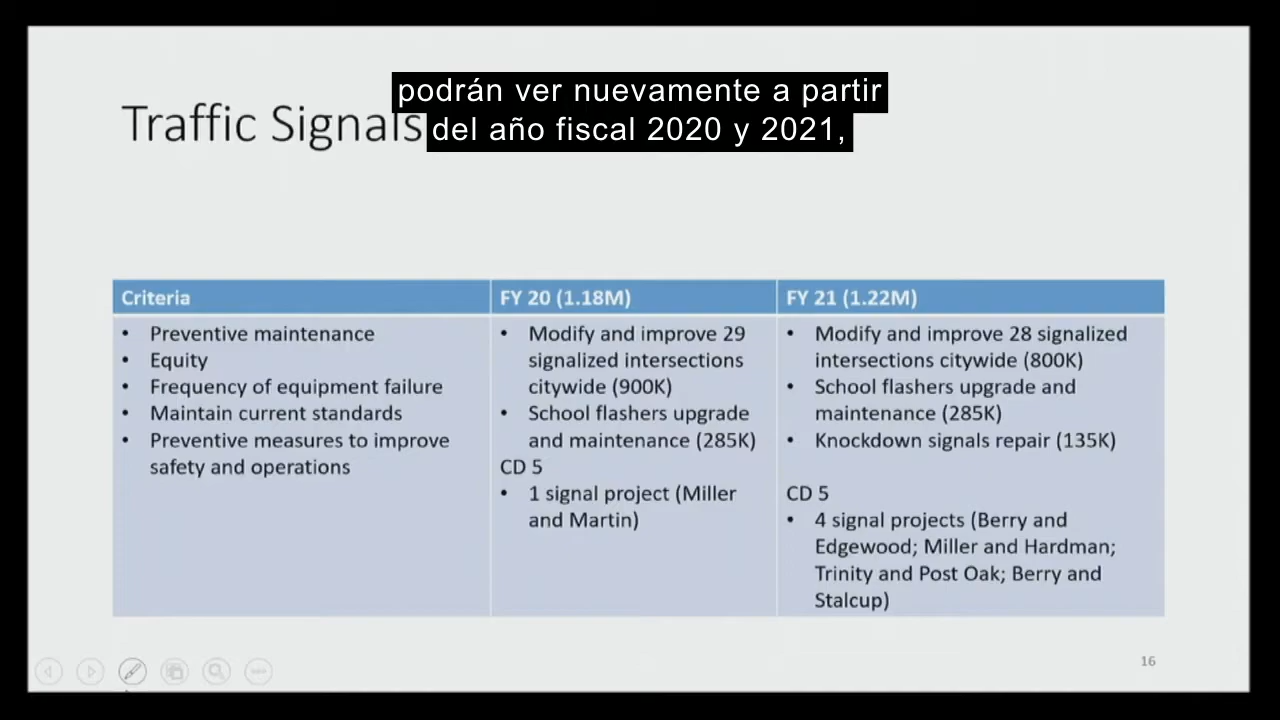 podrán ver nuevamente a partir
del año fiscal 2020 y 2021,
Traffic Signals
Criteria
• Preventive maintenance
• Equity
• Frequency of equipment failure
• Maintain current standards
• Preventive measures to improve
safety and operations
FY 20 (1.18M)
• Modify and improve 29
signalized intersections
citywide (900K)
• School flashers upgrade
and maintenance (285K)
CD 5
• 1 signal project (Miller
and Martin)
FY 21 (1.22M)
• Modify and improve 28 signalized
intersections citywide (800K)
• School flashers upgrade and
maintenance (285K)
• Knockdown signals repair (135K)
CD 5
• 4 signal projects (Berry and
Edgewood; Miller and Hardman;
Trinity and Post Oak; Berry and
Stalcup)
16